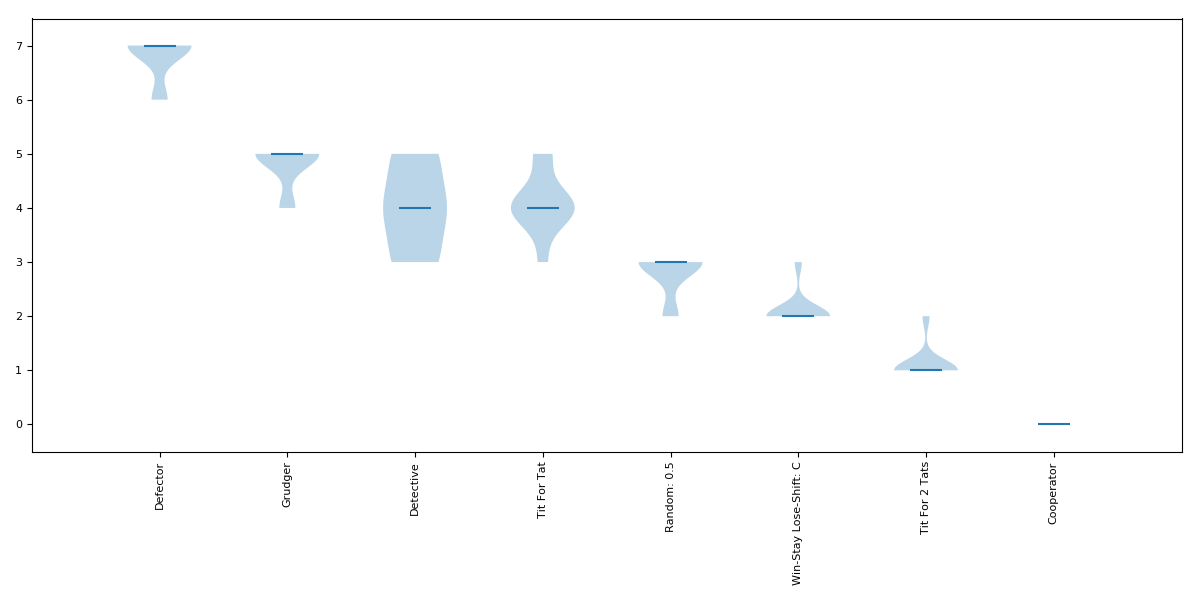 7
6
5
4
3
2
1
0
Defector
Grudger
Detective
Tit For Tat
Random: 0.5
Win-Stay Lose-Shift: C
Tit For 2 Tats
Cooperator